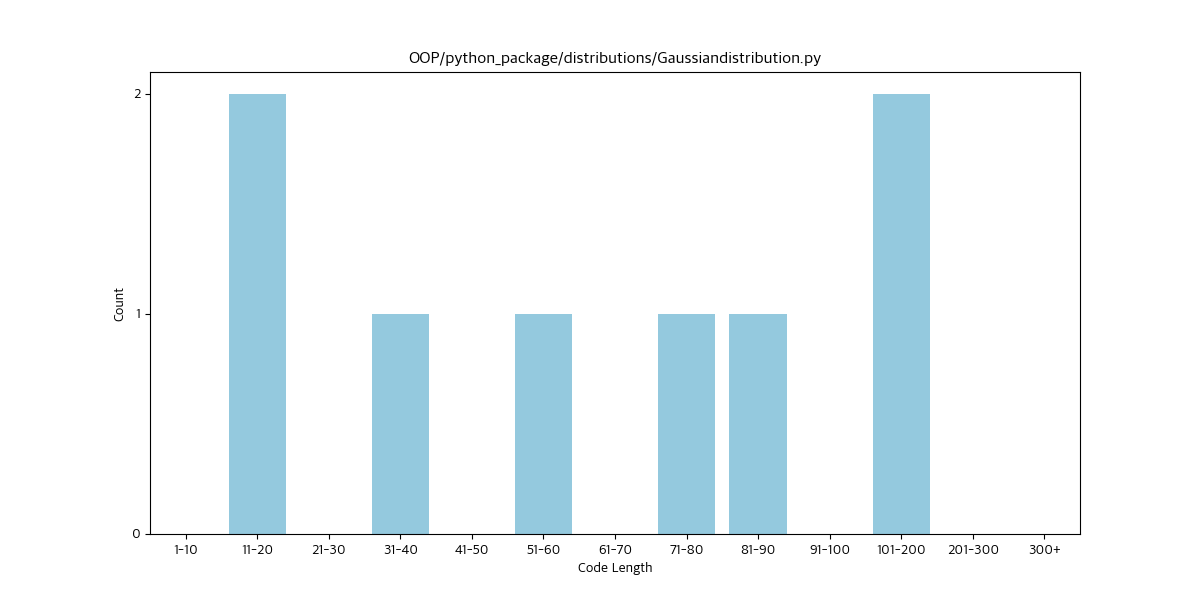 OOP/python_package/distributions/Gaussiandistribution.py
2
1
0
Count
1-10 11-20 21-30 31-40 41-50 51-60 61-70 71-80 81-90 91-100 101-200 201-300 300+
Code Length